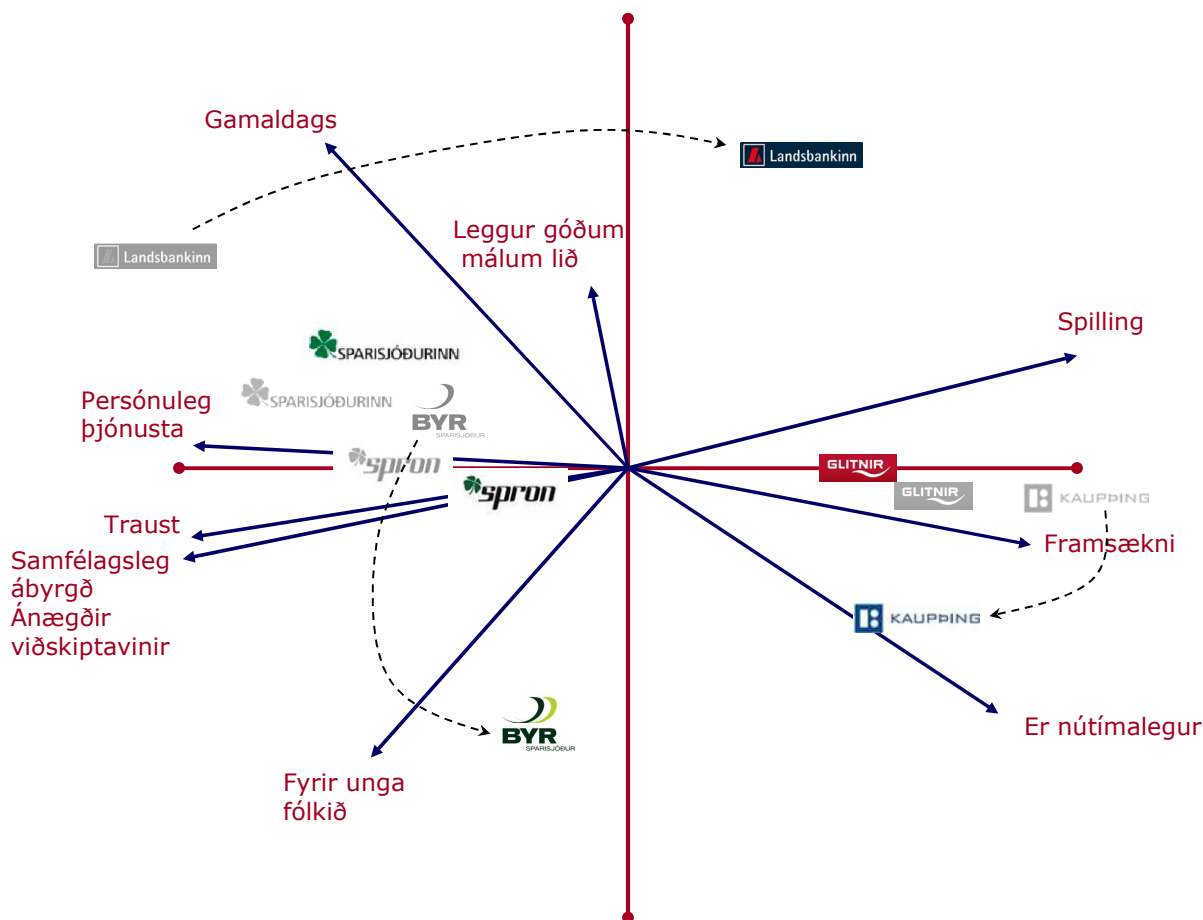 Gamaldags
Landsbankinn
Leggur góðum
málum lið
Landsbankinn
Spilling
SPARISJÓÐURINN
SPARISJÓÐURINN
Persónuleg
þjónusta
BYR
SPARISJÓÐUR
spron
GLITNIR
spron
GLITNIR
KAUPÞING
Traust
Framsækni
Samfélagsleg
ábyrgð
Ánægðir
viðskiptavinir
KAUPÞING
BYR
SPARISJÓÐUR
Er nútímalegur
Fyrir unga
fólkið